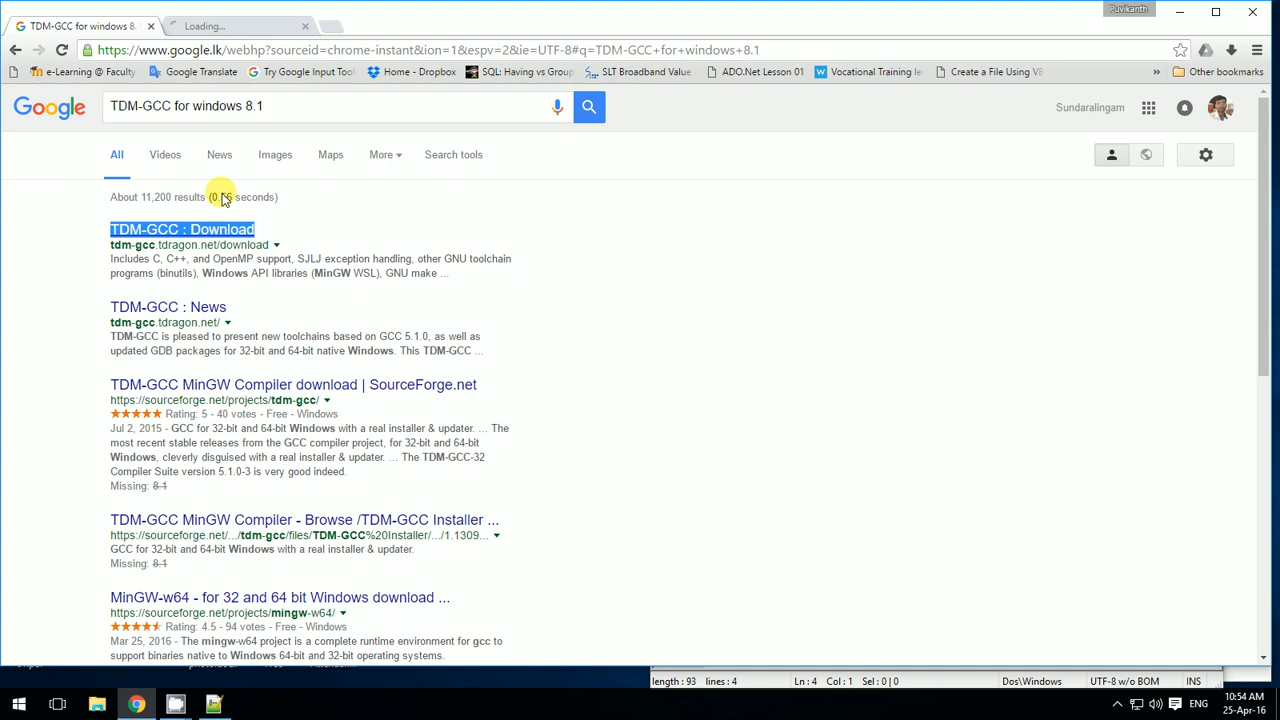 Puvikanth
TDM-GCC for windows 8.
Loading...
https://www.google.lk/webhp?sourceid=chrome-instant&ion=1&espv=2&ie=UTF-8#q=TDM-GCC+for+windows+8.1
e-Learning @ Faculty
Google Translate
Try Google Input Tool
Home - Dropbox
SQL: Having vs Group
SLT Broadband Value
ADO.Net Lesson 01
Vocational Training le
Create a File Using VB
»
Other bookmarks
Google
TDM-GCC for windows 8.1
Sundaralingam
All
Videos
News
Images
Maps
More
Search tools
About 11,200 results (0. seconds)
TDM-GCC : Download
tdm-gcc.tdragon.net/download
Includes C, C++, and OpenMP support, SJLJ exception handling, other GNU toolchain
programs (binutils), Windows API libraries (MinGW WSL), GNU make ...
TDM-GCC : News
tdm-gcc.tdragon.net/
TDM-GCC is pleased to present new toolchains based on GCC 5.1.0, as well as
updated GDB packages for 32-bit and 64-bit native Windows. This TDM-GCC ...
TDM-GCC MinGW Compiler download | SourceForge.net
https://sourceforge.net/projects/tdm-gcc/
Rating: 5 - 40 votes - Free - Windows
Jul 2, 2015 - GCC for 32-bit and 64-bit Windows with a real installer & updater. ... The
most recent stable releases from the GCC compiler project, for 32-bit and 64-bit
Windows, cleverly disguised with a real installer & updater. ... The TDM-GCC-32
Compiler Suite version 5.1.0-3 is very good indeed.
Missing: 8.1
TDM-GCC MinGW Compiler - Browse /TDM-GCC Installer ...
https://sourceforge.net/.../tdm-gcc/files/TDM-GCC%20Installer/.../1.1309...
GCC for 32-bit and 64-bit Windows with a real installer & updater.
Missing: 8.1
MinGW-w64 - for 32 and 64 bit Windows download ...
https://sourceforge.net/projects/mingw-w64/
Rating: 4.5 - 94 votes - Free - Windows
Mar 25, 2016 - The mingw-w64 project is a complete runtime environment for gcc to
support binaries native to Windows 64-bit and 32-bit operating systems.
length : 93 lines : 4 Ln : 4 Col : 1 Sel : 0 | 0 Dos\Windows UTF-8 w/o BOM INS
ENG
10:54 AM
25-Apr-16